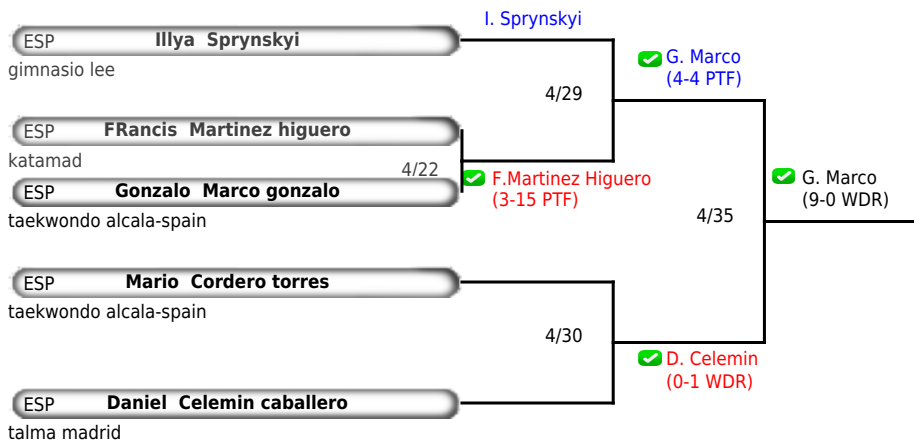 I. Sprynskyi
ESP Illya Sprynskyi
gimnasio lee
G. Marco
(4-4 PTF)
4/29
ESP FRancis Martinez higuero
katamad
4/22
F.Martinez Higuero
(3-15 PTF)
ESP Gonzalo Marco gonzalo
taekwondo alcala-spain
G. Marco
(9-0 WDR)
4/35
ESP Mario Cordero torres
taekwondo alcala-spain
4/30
D. Celemin
(0-1 WDR)
ESP Daniel Celemin caballero
talma madrid